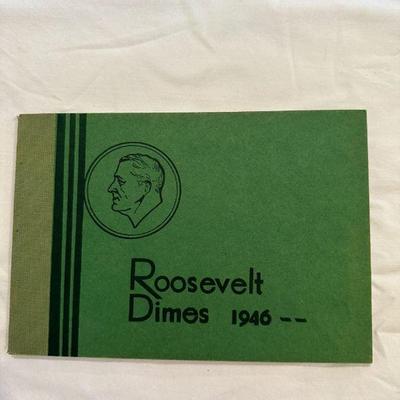 Roosevelt
Dimes 1946 --